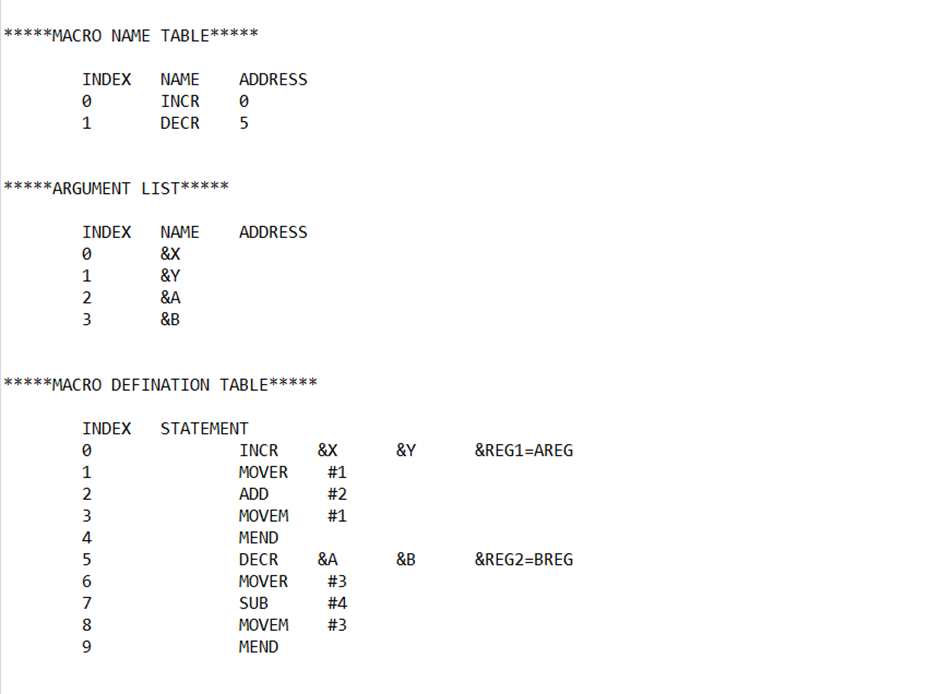 *****MACRO NAME TABLE*****
INDEX NAME ADDRESS
0 INCR 0
1 DECR 5
*****ARGUMENT LIST*****
INDEX NAME ADDRESS
0 &X
1 &Y
2 &A
3 &B
*****MACRO DEFINATION TABLE*****
INDEX STATEMENT
0 INCR &X &Y &REG1=AREG
1 MOVER #1
2 ADD #2
3 MOVEM #1
4 MEND
5 DECR &A &B &REG2=BREG
6 MOVER #3
7 SUB #4
8 MOVEM #3
9 MEND